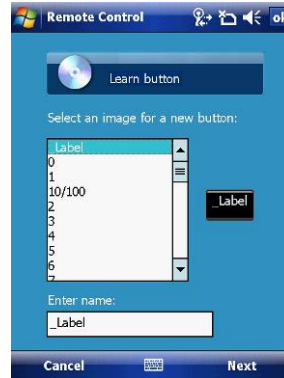 Remote Control
ok
Learn button
Select an image for a new button:
_Label
0
1
10/100
2
3
4
5
6
7
_Label
Enter name:
_Label
Cancel
Next